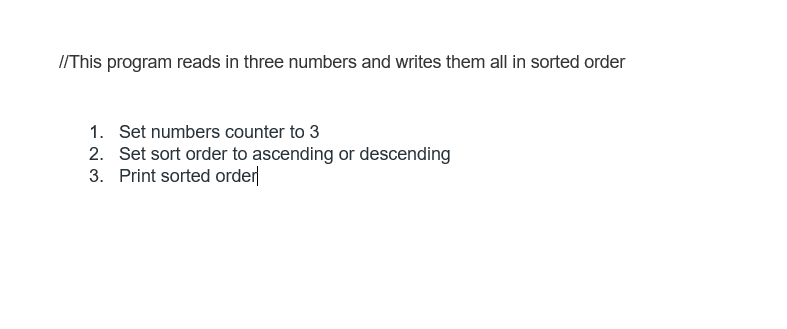 //This program reads in three numbers and writes them all in sorted order
1. Set numbers counter to 3
2. Set sort order to ascending or descending
3. Print sorted order